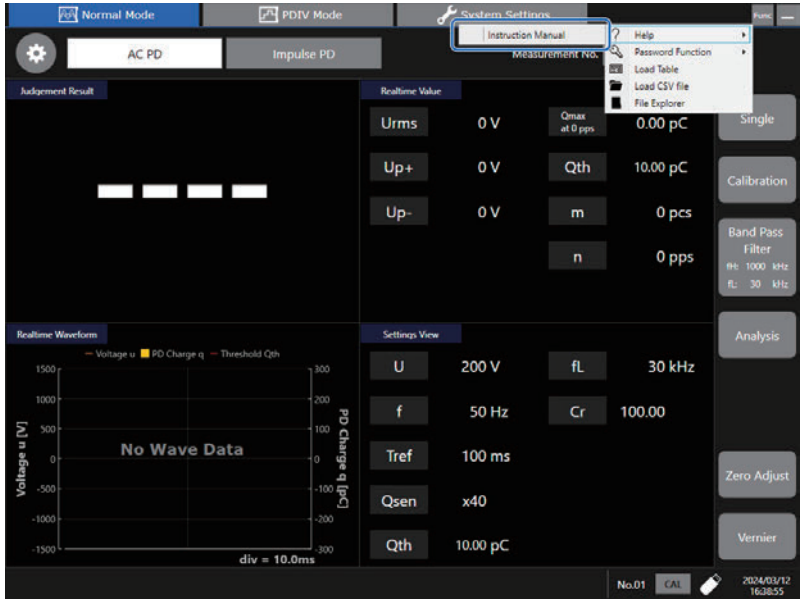 Normal Mode
PDIV Mode
System Settings
Func
AC PD
Impulse PD
Measurement No.
Instruction Manual
? Help
Password Function
Load Table
Load CSV file
File Explorer
Judgement Result
Realtime Value
Urms 0 V Qmax at 0 pps 0.00 pC
Up+ 0 V Qth 10.00 pC
Up- 0 V m 0 pcs
n 0 pps
Single
Calibration
Band Pass
Filter
fH: 1000 kHz
fL: 30 kHz
Analysis
Zero Adjust
Vernier
Realtime Waveform
Voltage u PD Charge q Threshold Qth
1500 300
1000 200
500 100
0 0
-500 -100
-1000 -200
-1500 -300
Voltage u [V]
PD Charge q [pC]
No Wave Data
div = 10.0ms
Settings View
U 200 V fL 30 kHz
f 50 Hz Cr 100.00
Tref 100 ms
Qsen x40
Qth 10.00 pC
No.01 CAL 2024/03/12
16:38:55